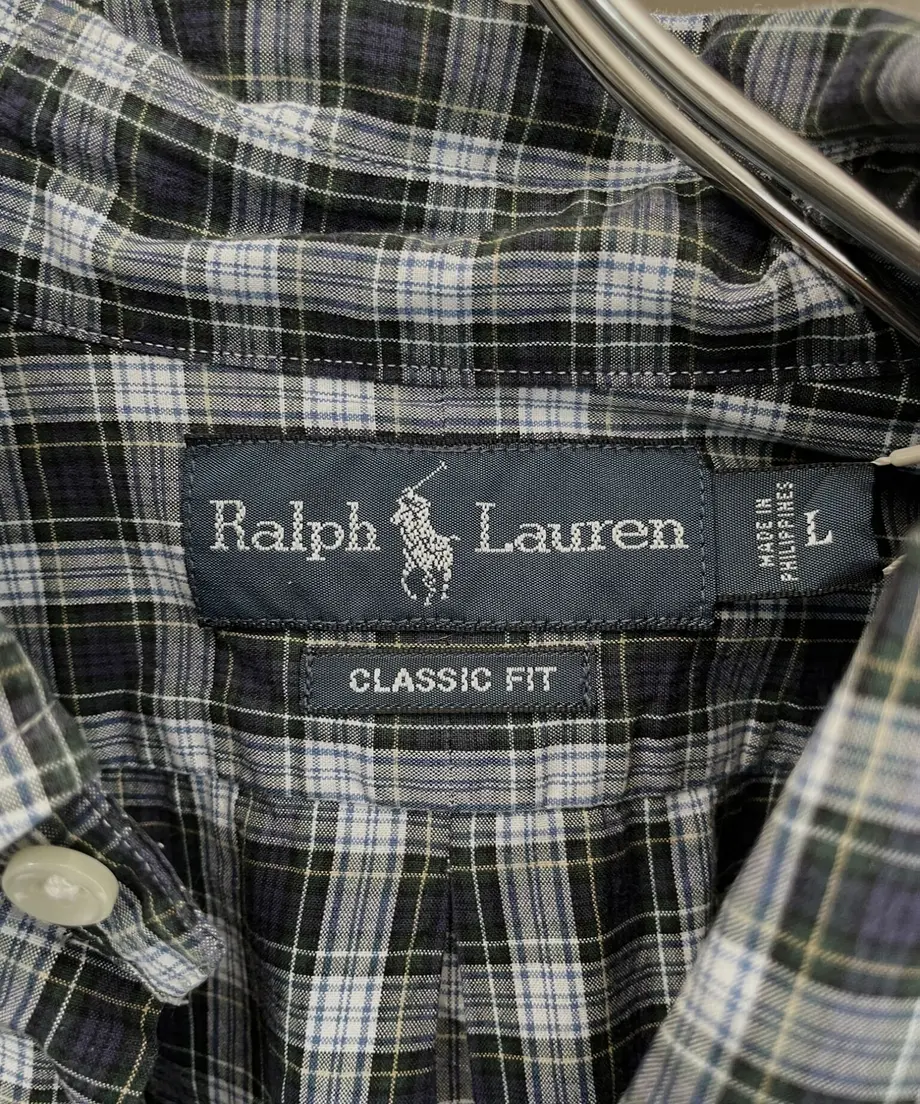 Ralph Lauren
MADE IN
PHILIPPINES
L
CLASSIC FIT